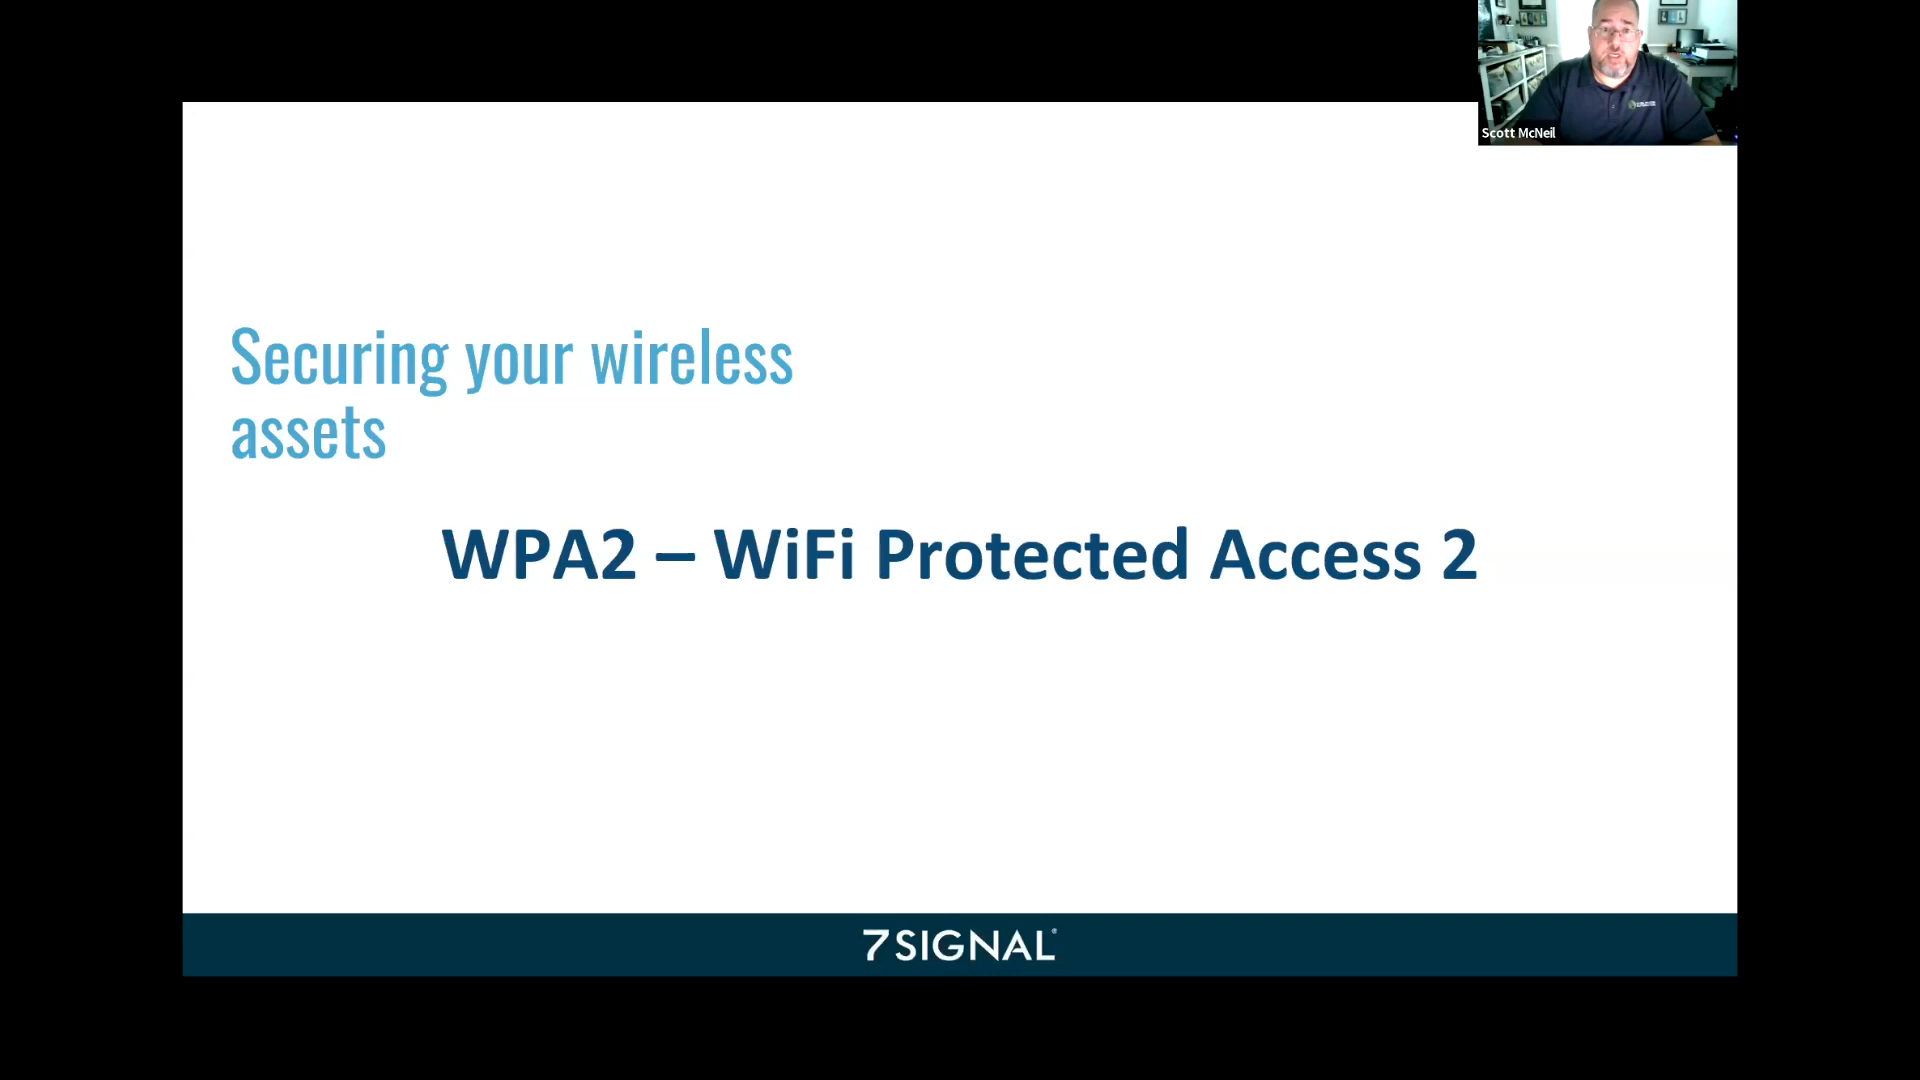 Scott McNeil
Securing your wireless
assets
WPA2 – WiFi Protected Access 2
7SIGNAL®